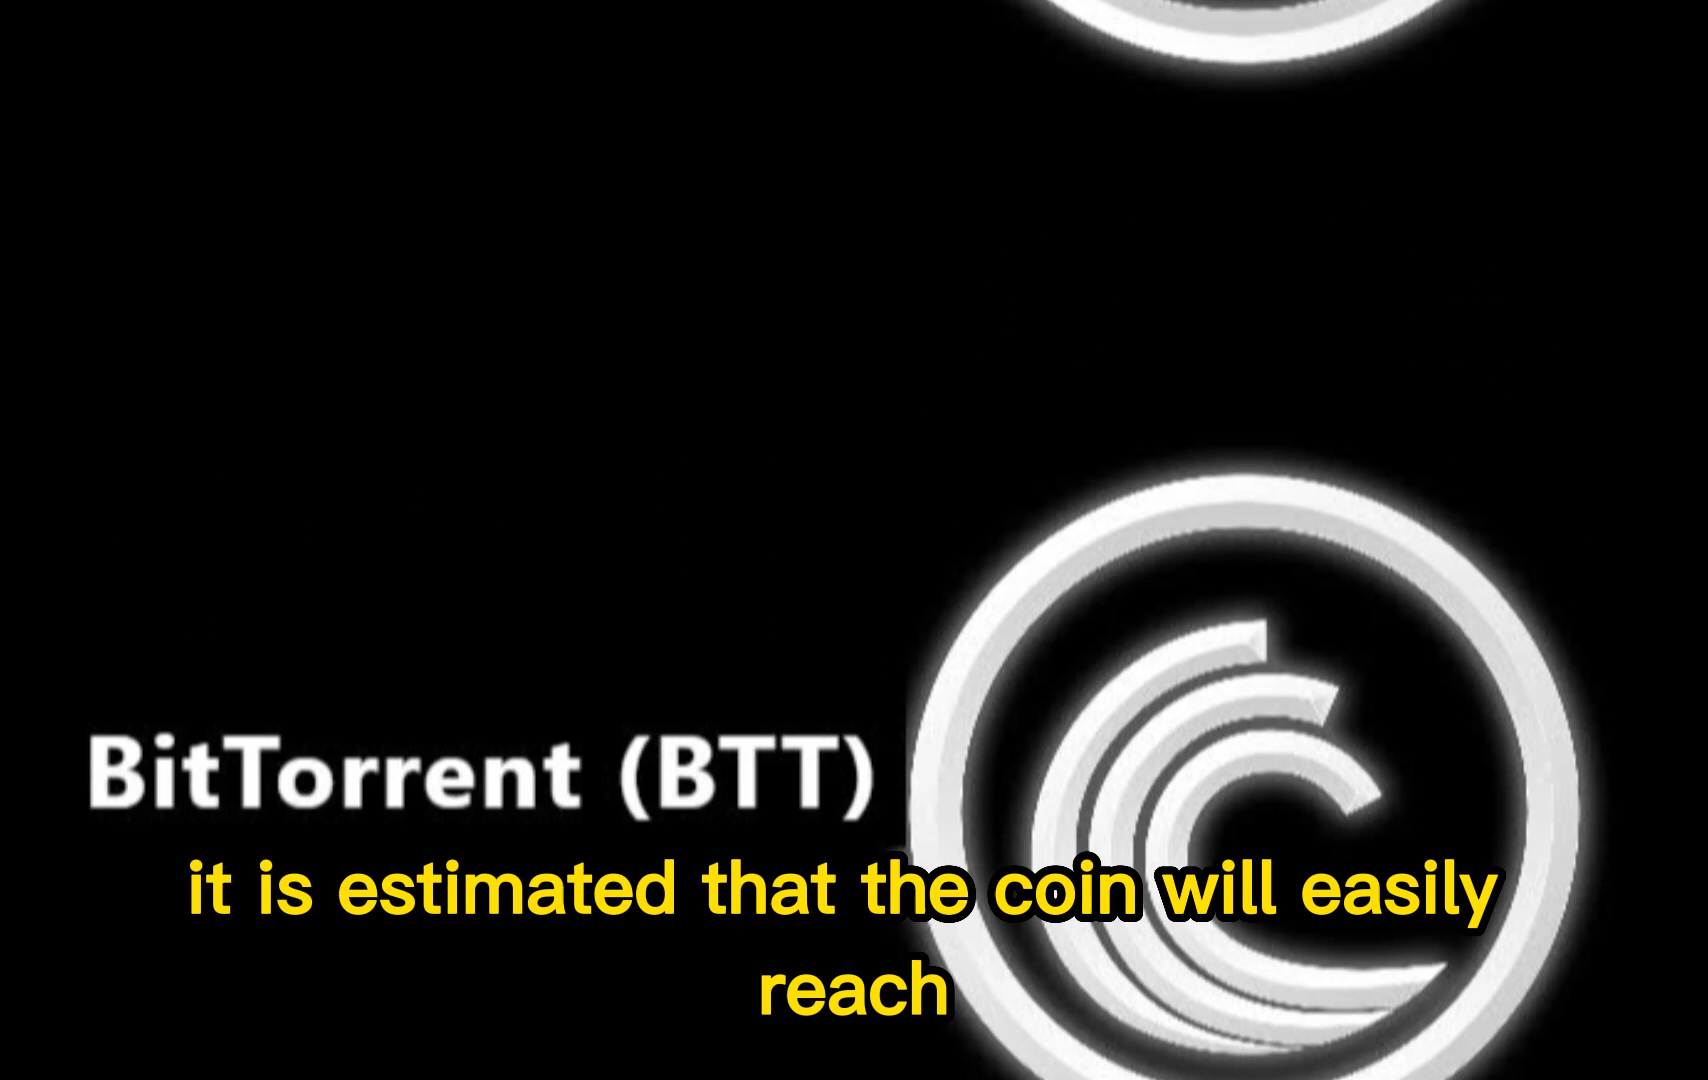 BitTorrent (BTT)
it is estimated that the coin will easily
reach